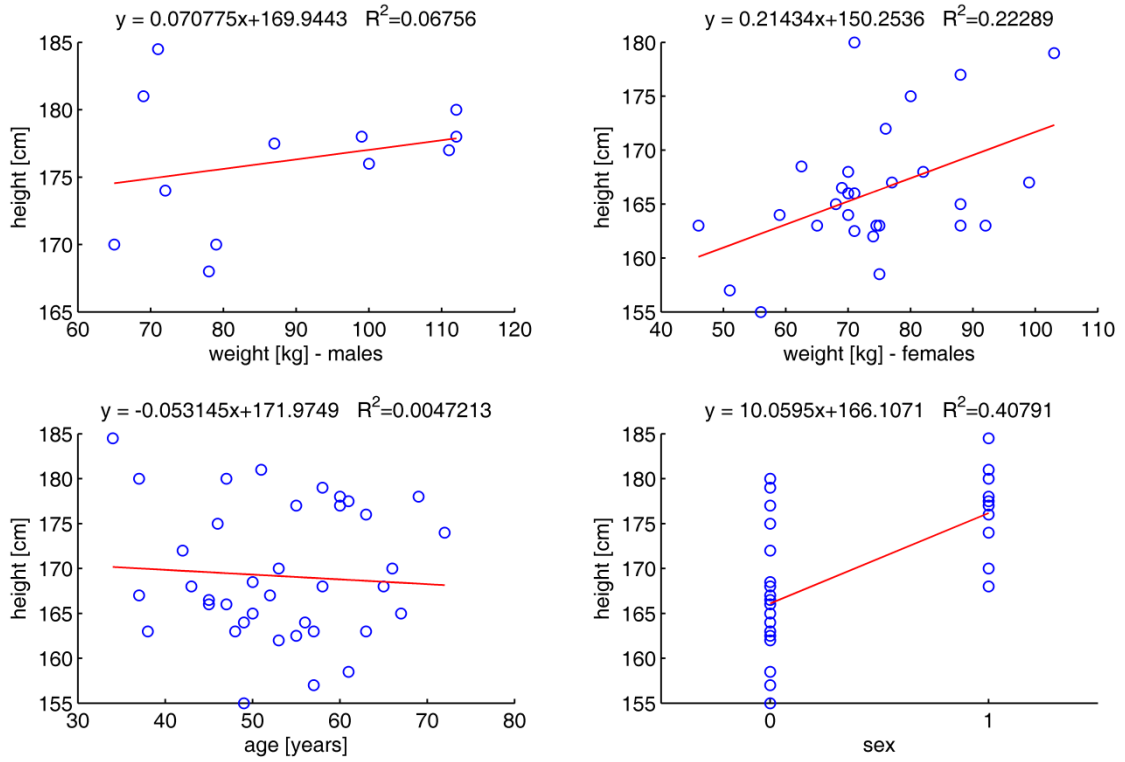 y = 0.070775x+169.9443 R²=0.06756
185
180
175
170
165
height [cm]
60 70 80 90 100 110 120
weight [kg] - males
y = 0.21434x+150.2536 R²=0.22289
180
175
170
165
160
155
height [cm]
40 50 60 70 80 90 100 110
weight [kg] - females
y = -0.053145x+171.9749 R²=0.0047213
185
180
175
170
165
160
155
height [cm]
30 40 50 60 70 80
age [years]
y = 10.0595x+166.1071 R²=0.40791
185
180
175
170
165
160
155
height [cm]
0 1
sex